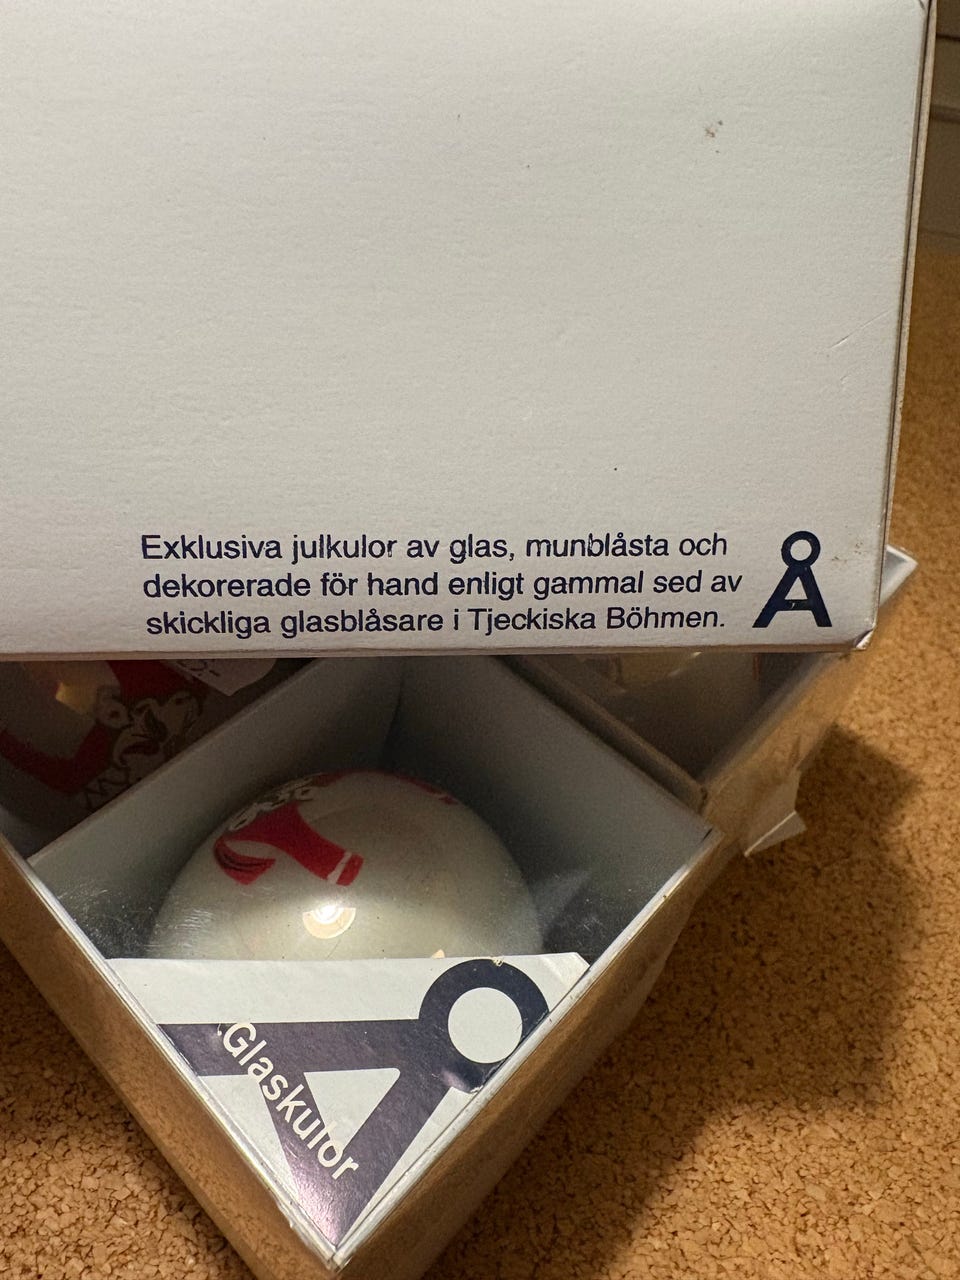 Exklusiva julkulor av glas, munblåsta och
dekorerade för hand enligt gammal sed av
skickliga glasblåsare i Tjeckiska Böhmen.
Å
Å
Glaskulor